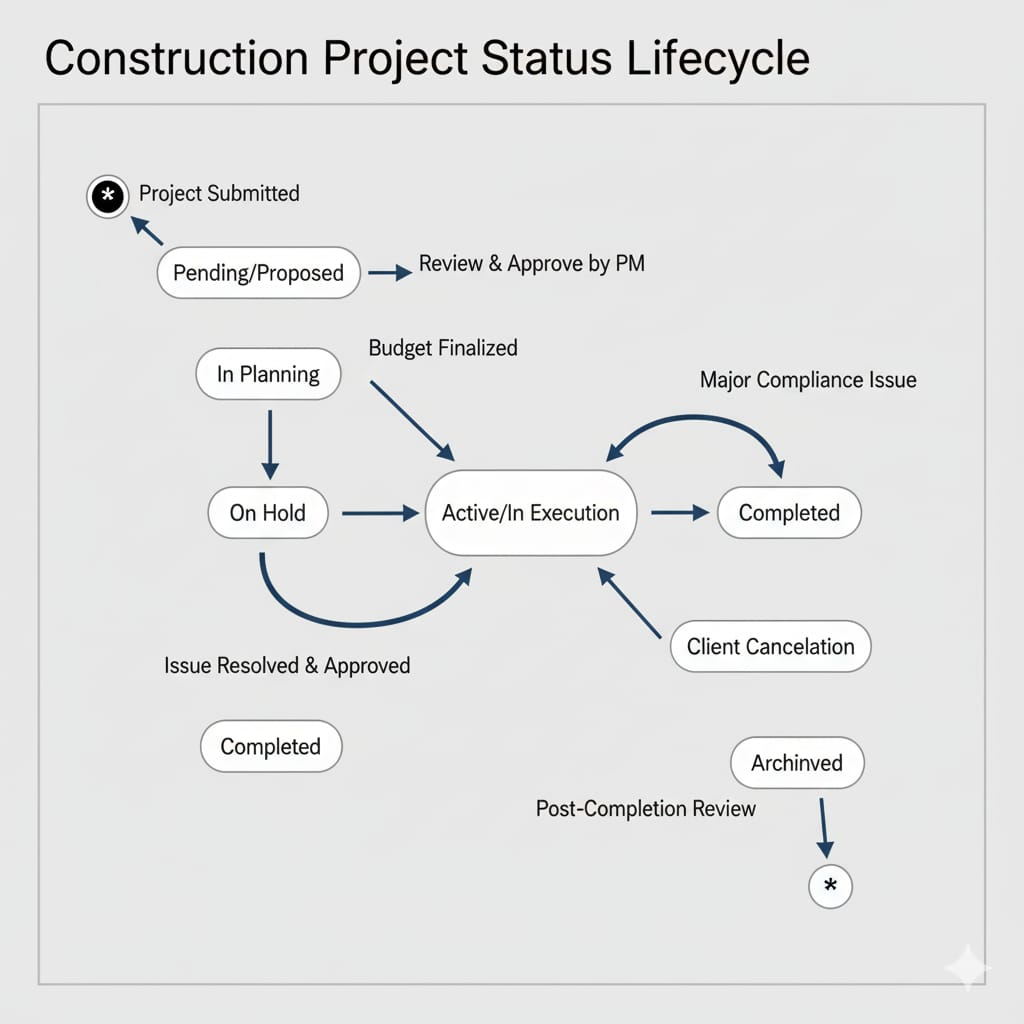 Construction Project Status Lifecycle
* Project Submitted
Pending/Proposed
Review & Approve by PM
Budget Finalized
In Planning
Major Compliance Issue
On Hold
Active/In Execution
Completed
Client Cancelation
Issue Resolved & Approved
Completed
Archinved
Post-Completion Review
*